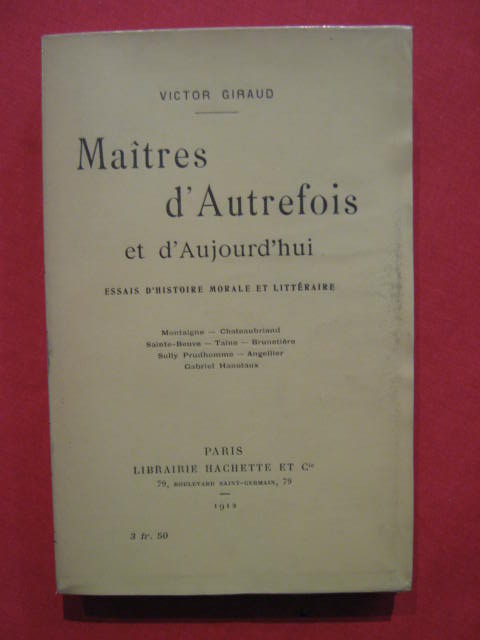 VICTOR GIRAUD
Maîtres
d'Autrefois
et d'Aujourd'hui
ESSAIS D'HISTOIRE MORALE ET LITTÉRAIRE
Montaigne — Chateaubriand
Sainte-Beuve — Taine — Brunetière
Sully Prudhomme — Angellier
Gabriel Hanotaux
PARIS
LIBRAIRIE HACHETTE ET Cie
79, BOULEVARD SAINT-GERMAIN, 79
1912
3 fr. 50